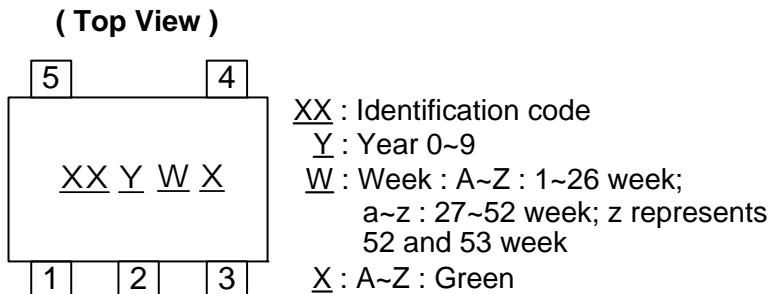 ( Top View )
5 4
XX Y W X
1 2 3
XX : Identification code
Y : Year 0~9
W : Week : A~Z : 1~26 week;
a~z : 27~52 week; z represents
52 and 53 week
X : A~Z : Green